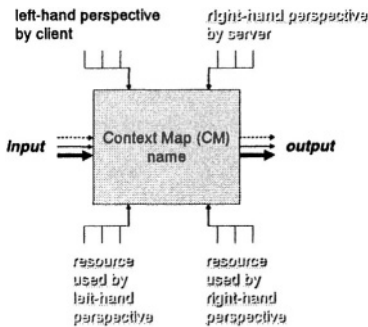 left-hand perspective
by client
right-hand perspective
by server
Input
Context Map (CM)
name
output
resource
used by
left-hand
perspective
resource
used by
right-hand
perspective